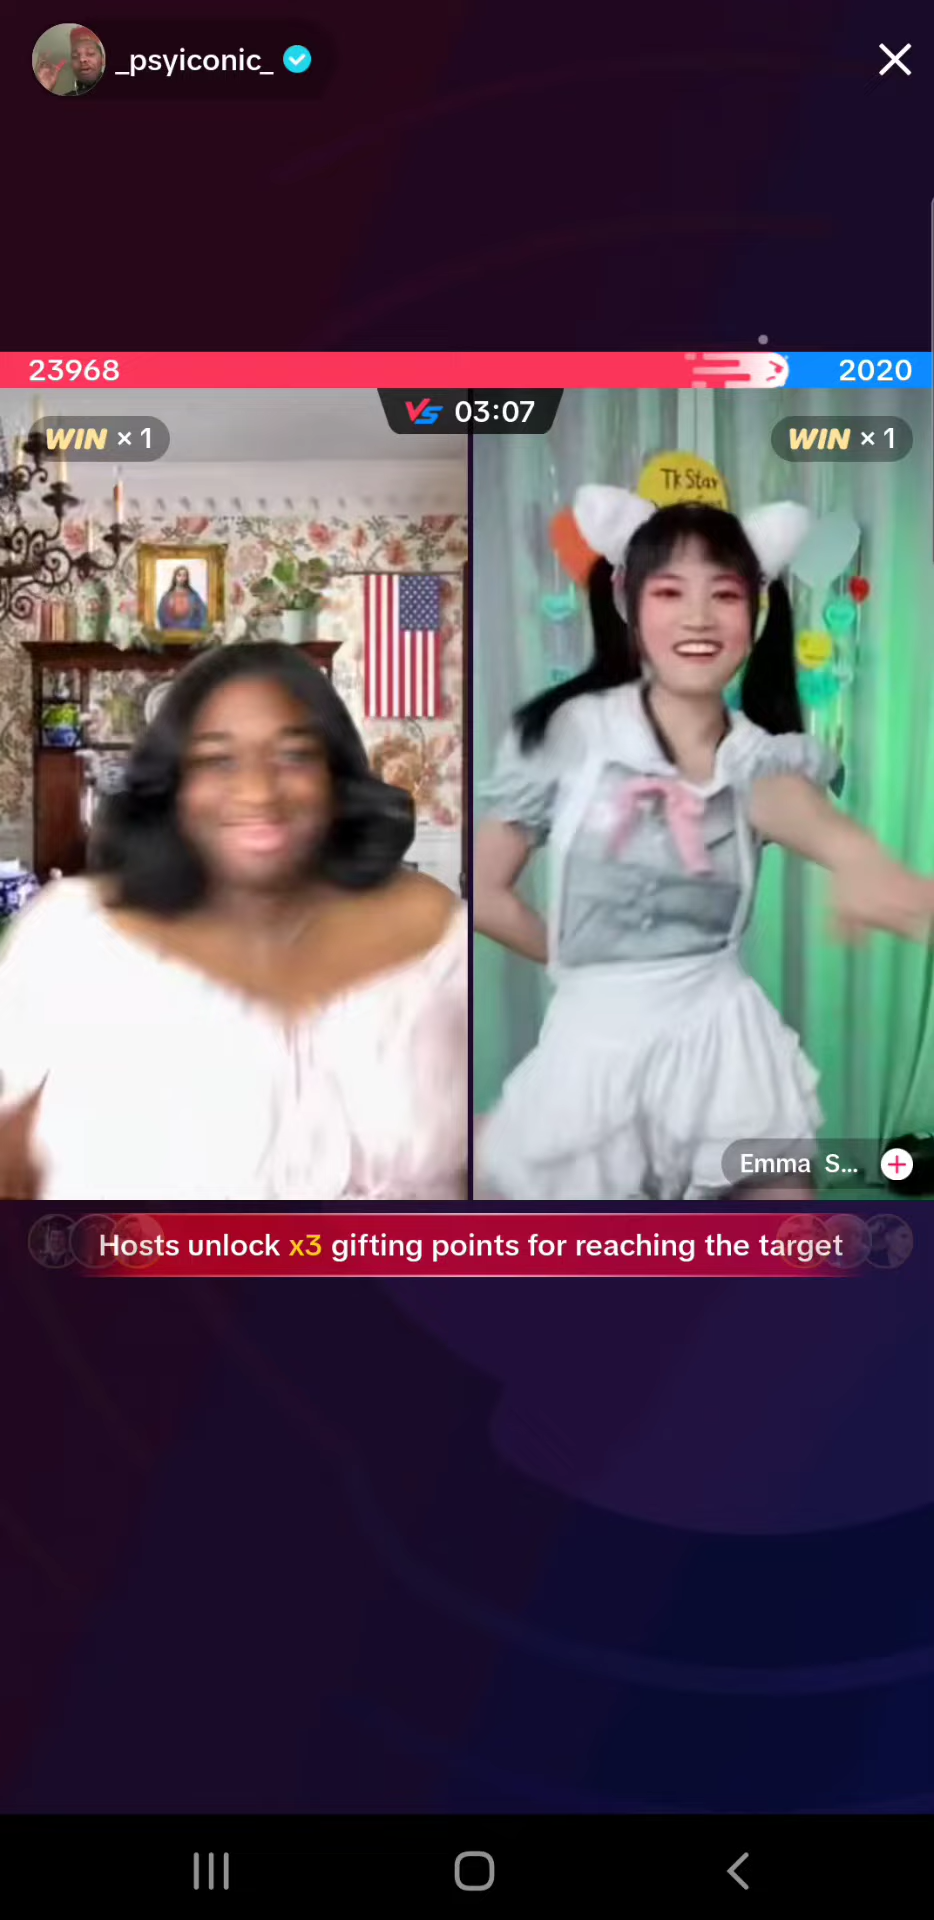 _psyiconic_
23968
2020
VS 03:07
WIN × 1
WIN × 1
Tk Star
Emma S...
Hosts unlock x3 gifting points for reaching the target